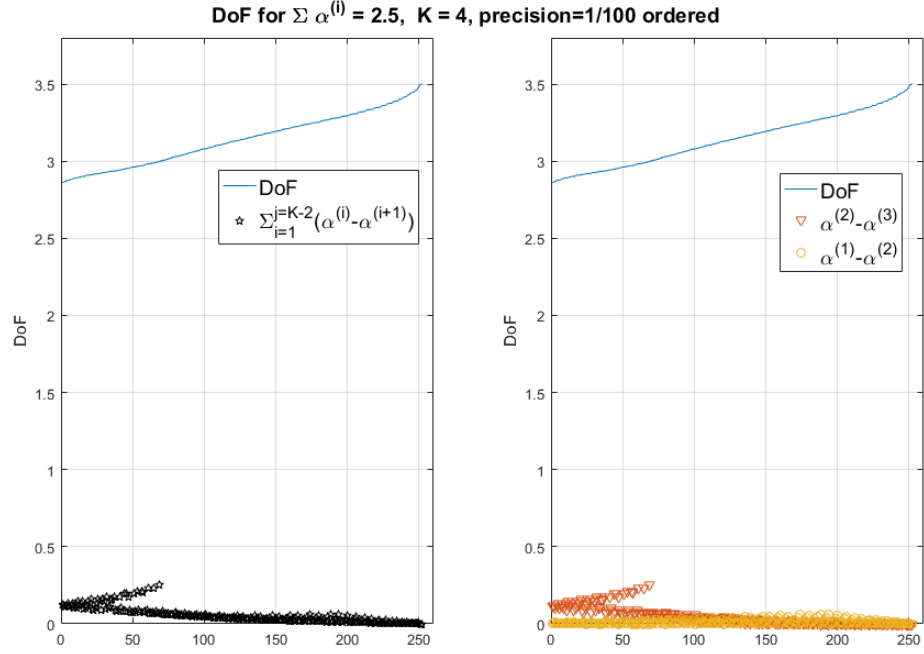 DoF for Σ α^(i) = 2.5, K = 4, precision=1/100 ordered
DoF
3.5
3
2.5
2
1.5
1
0.5
0
0 50 100 150 200 250
DoF
Σ_{i=1}^{j=K-2}(α^(i)-α^(i+1))
DoF
3.5
3
2.5
2
1.5
1
0.5
0
0 50 100 150 200 250
DoF
α^(2)-α^(3)
α^(1)-α^(2)